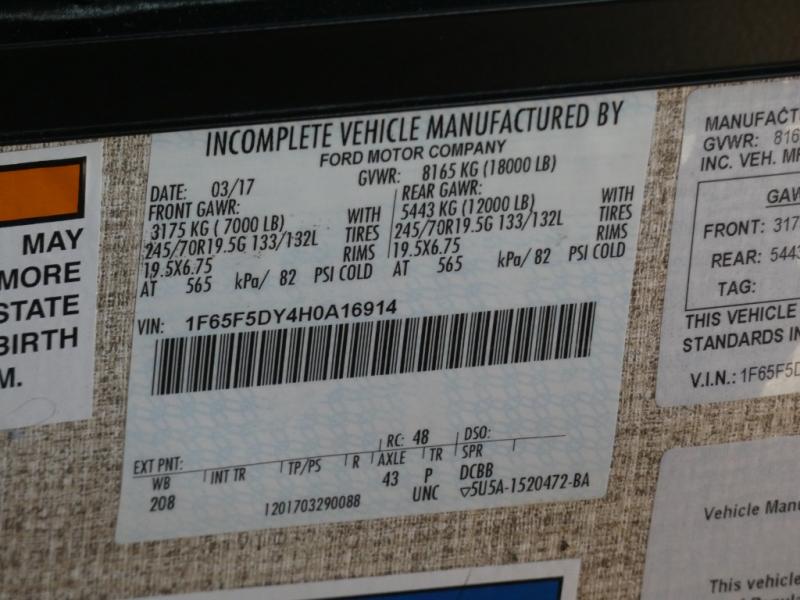 INCOMPLETE VEHICLE MANUFACTURED BY
FORD MOTOR COMPANY
DATE: 03/17 GVWR: 8165 KG (18000 LB)
FRONT GAWR: REAR GAWR:
3175 KG ( 7000 LB) WITH 5443 KG (12000 LB) WITH
245/70R19.5G 133/132L TIRES 245/70R19.5G 133/132L TIRES
19.5X6.75 RIMS 19.5X6.75 RIMS
AT 565 kPa/ 82 PSI COLD AT 565 kPa/ 82 PSI COLD
VIN: 1F65F5DY4H0A16914
EXT PNT: RC: 48 DSO:
WB INT TR TP/PS R AXLE TR SPR
208 43 P DCBB
1201703290088 UNC ▽5U5A-1520472-BA
MAY
MORE
STATE
BIRTH
M.
MANUFACT
GVWR: 816
INC. VEH. MF
GAW
FRONT: 317
REAR: 5443
TAG:
THIS VEHICLE
STANDARDS IN
V.I.N.: 1F65F5D
Vehicle Manu
This vehicle